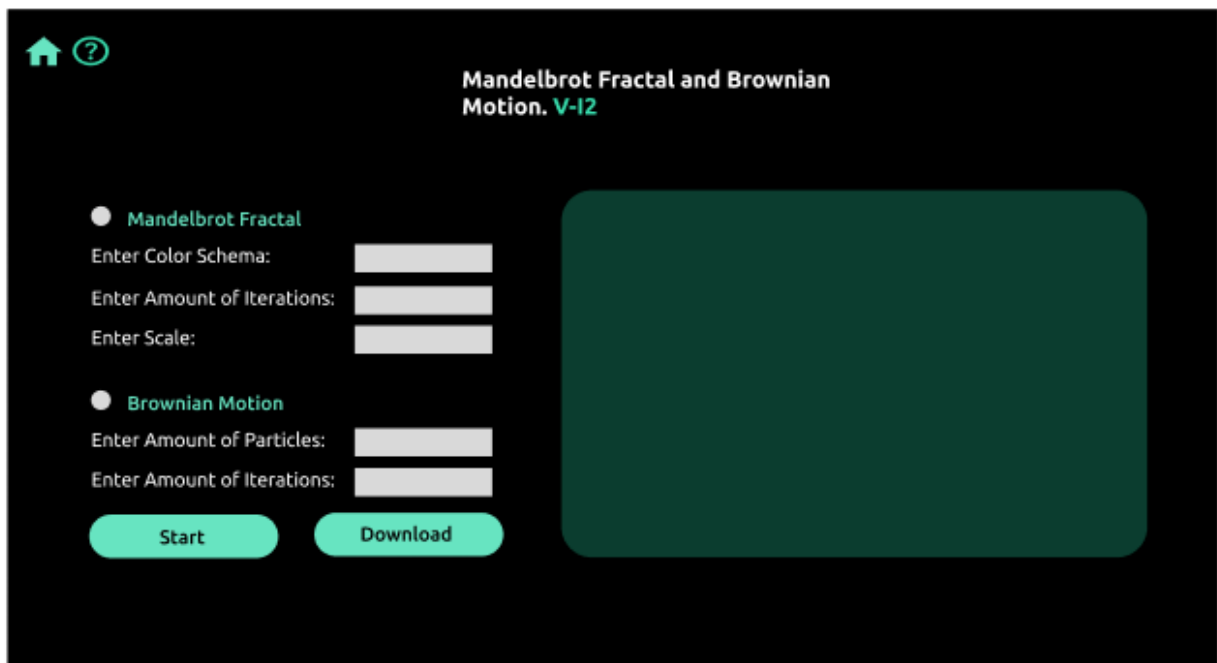 ?
Mandelbrot Fractal and Brownian
Motion. V-I2
Mandelbrot Fractal
Enter Color Schema:
Enter Amount of Iterations:
Enter Scale:
Brownian Motion
Enter Amount of Particles:
Enter Amount of Iterations:
Start
Download